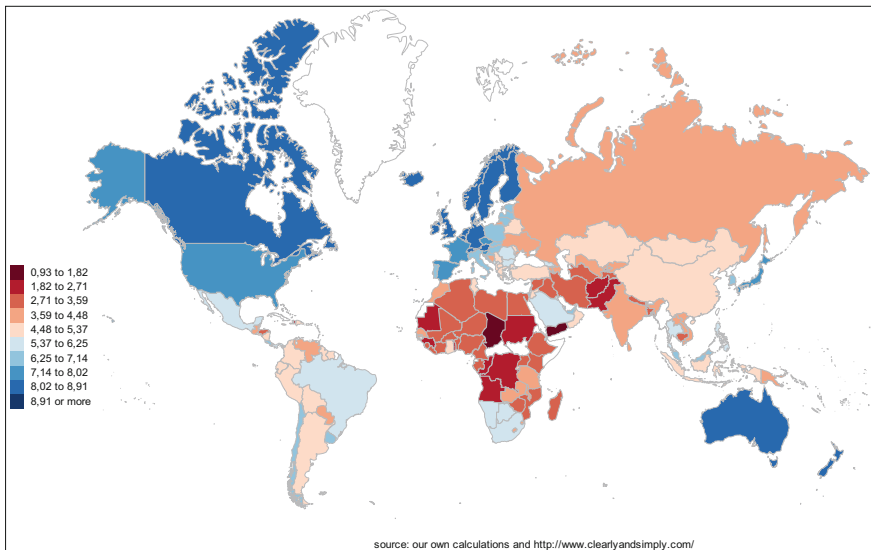 0,93 to 1,82
1,82 to 2,71
2,71 to 3,59
3,59 to 4,48
4,48 to 5,37
5,37 to 6,25
6,25 to 7,14
7,14 to 8,02
8,02 to 8,91
8,91 or more
source: our own calculations and http://www.clearlyandsimply.com/